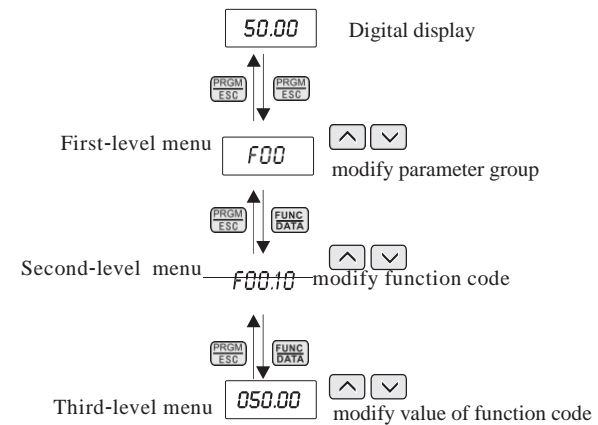 50.00 Digital display
PRGM ESC PRGM ESC
First-level menu F00
modify parameter group
PRGM ESC FUNC DATA
Second-level menu F00.10 modify function code
PRGM ESC FUNC DATA
Third-level menu 050.00
modify value of function code